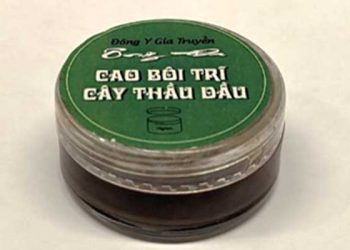 Đông Y Gia Truyền
CAO BÔI TRĨ
CÂY THẦU DẦU